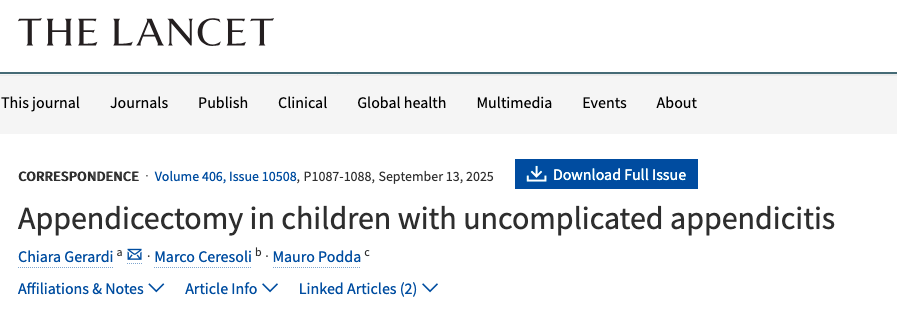 THE LANCET
This journal Journals Publish Clinical Global health Multimedia Events About
CORRESPONDENCE · Volume 406, Issue 10508, P1087-1088, September 13, 2025 Download Full Issue
Appendicectomy in children with uncomplicated appendicitis
Chiara Gerardi a · Marco Ceresoli b · Mauro Podda c
Affiliations & Notes Article Info Linked Articles (2)